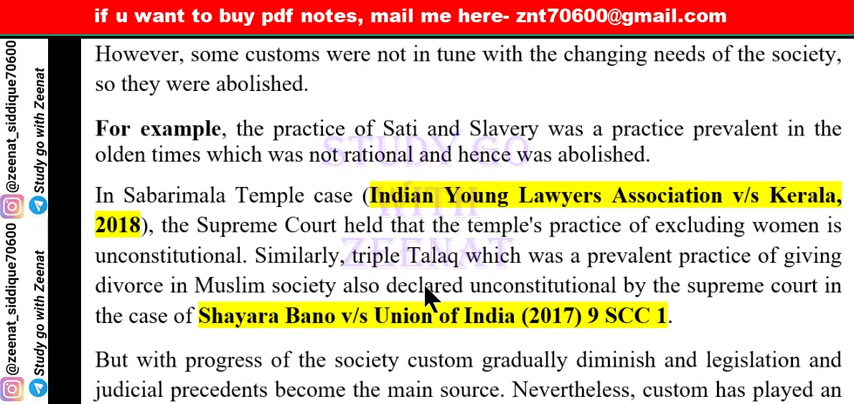 if u want to buy pdf notes, mail me here- znt70600@gmail.com
However, some customs were not in tune with the changing needs of the society,
so they were abolished.
For example, the practice of Sati and Slavery was a practice prevalent in the
olden times which was not rational and hence was abolished.
In Sabarimala Temple case (Indian Young Lawyers Association v/s Kerala,
2018), the Supreme Court held that the temple's practice of excluding women is
unconstitutional. Similarly, triple Talaq which was a prevalent practice of giving
divorce in Muslim society also declared unconstitutional by the supreme court in
the case of Shayara Bano v/s Union of India (2017) 9 SCC 1.
But with progress of the society custom gradually diminish and legislation and
judicial precedents become the main source. Nevertheless, custom has played an
STUDY GO
WITH
ZEENAT
@zeenat_siddique70600
Study go with Zeenat
@zeenat_siddique70600
Study go with Zeenat